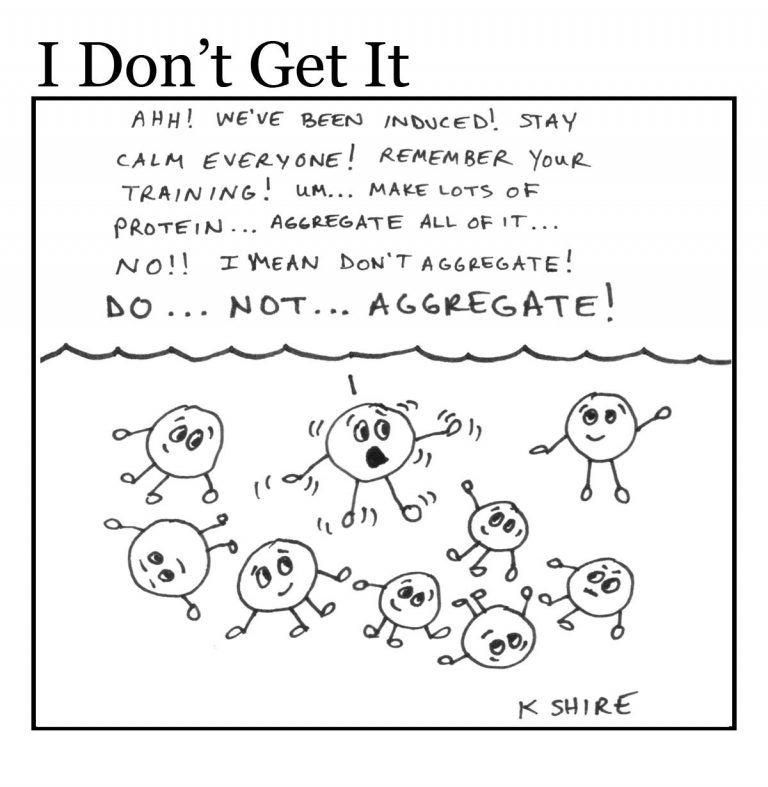 I Don't Get It
AHH! WE'VE BEEN INDUCED! STAY
CALM EVERYONE! REMEMBER YOUR
TRAINING! UM... MAKE LOTS OF
PROTEIN... AGGREGATE ALL OF IT...
NO!! I MEAN DON'T AGGREGATE!
DO... NOT... AGGREGATE!
K SHIRE